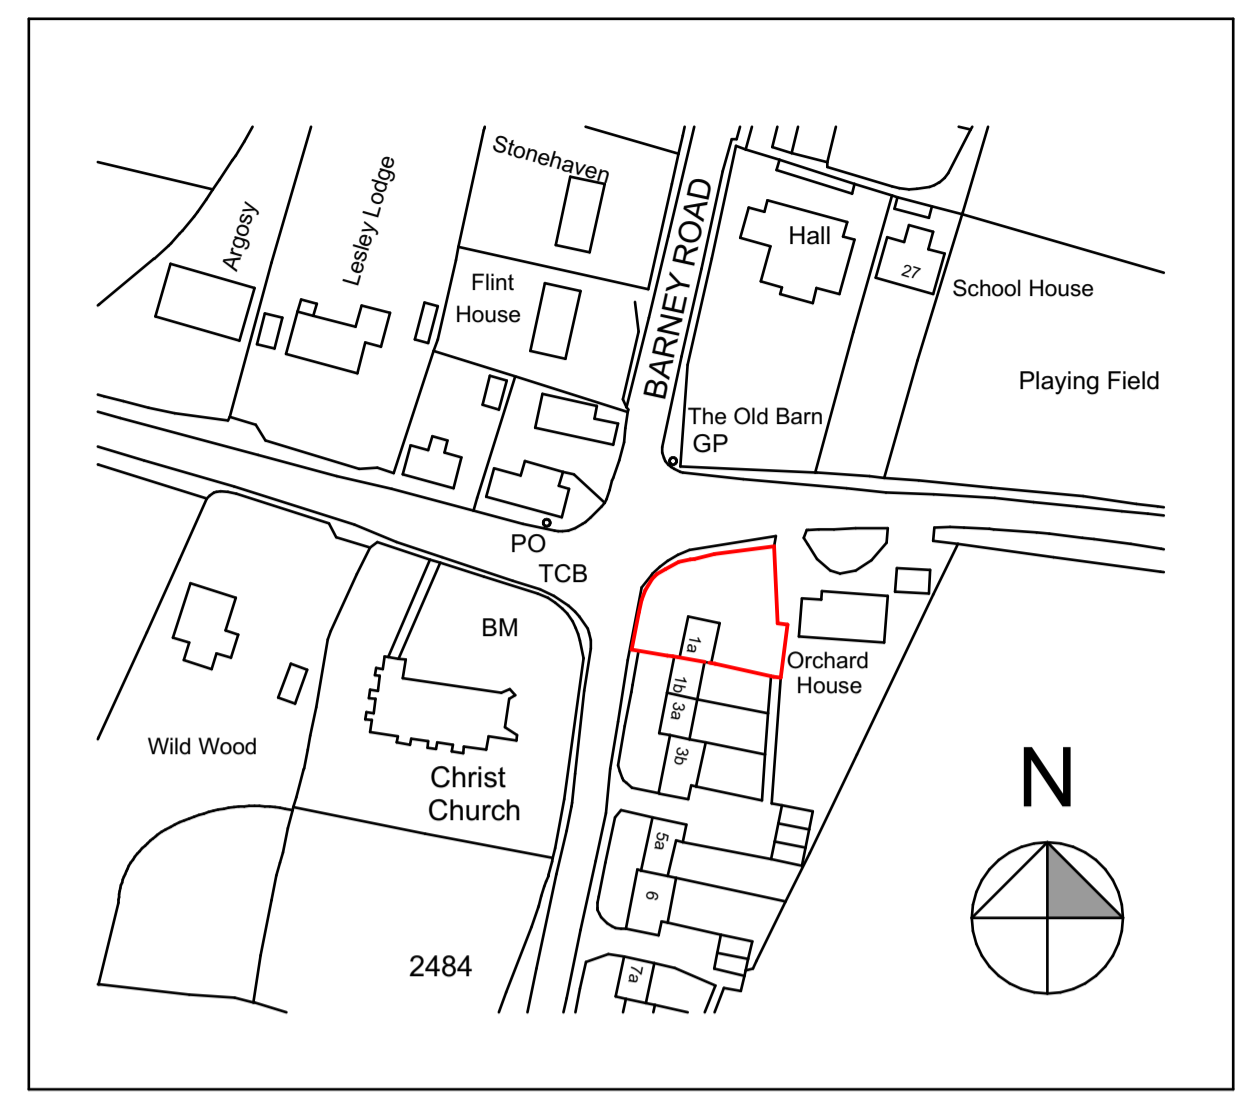 Stonehaven
Argosy
Lesley Lodge
BARNEY ROAD
Hall
27
School House
Flint
House
Playing Field
The Old Barn
GP
PO
TCB
BM
1a
Orchard
House
1b
3a
3b
Wild Wood
Christ
Church
N
5a
6
2484
7a